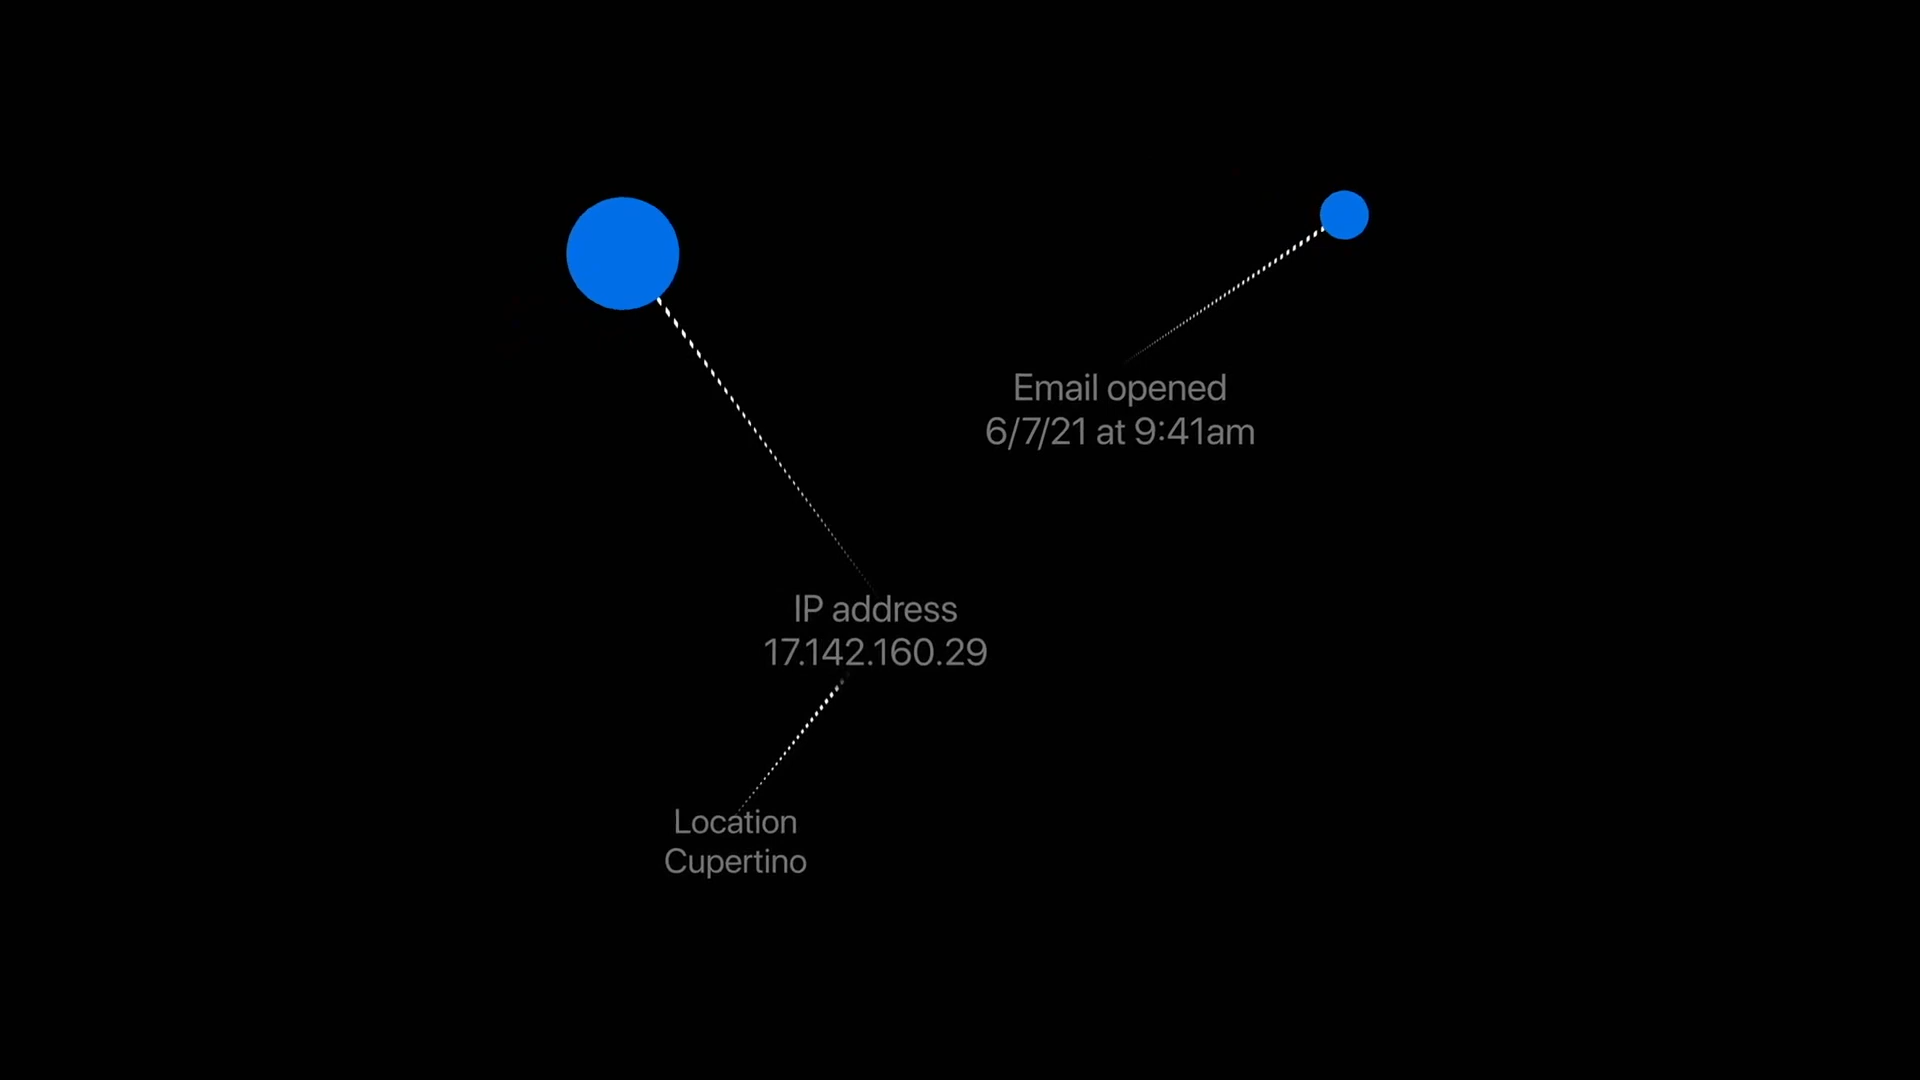 Email opened
6/7/21 at 9:41am
IP address
17.142.160.29
Location
Cupertino